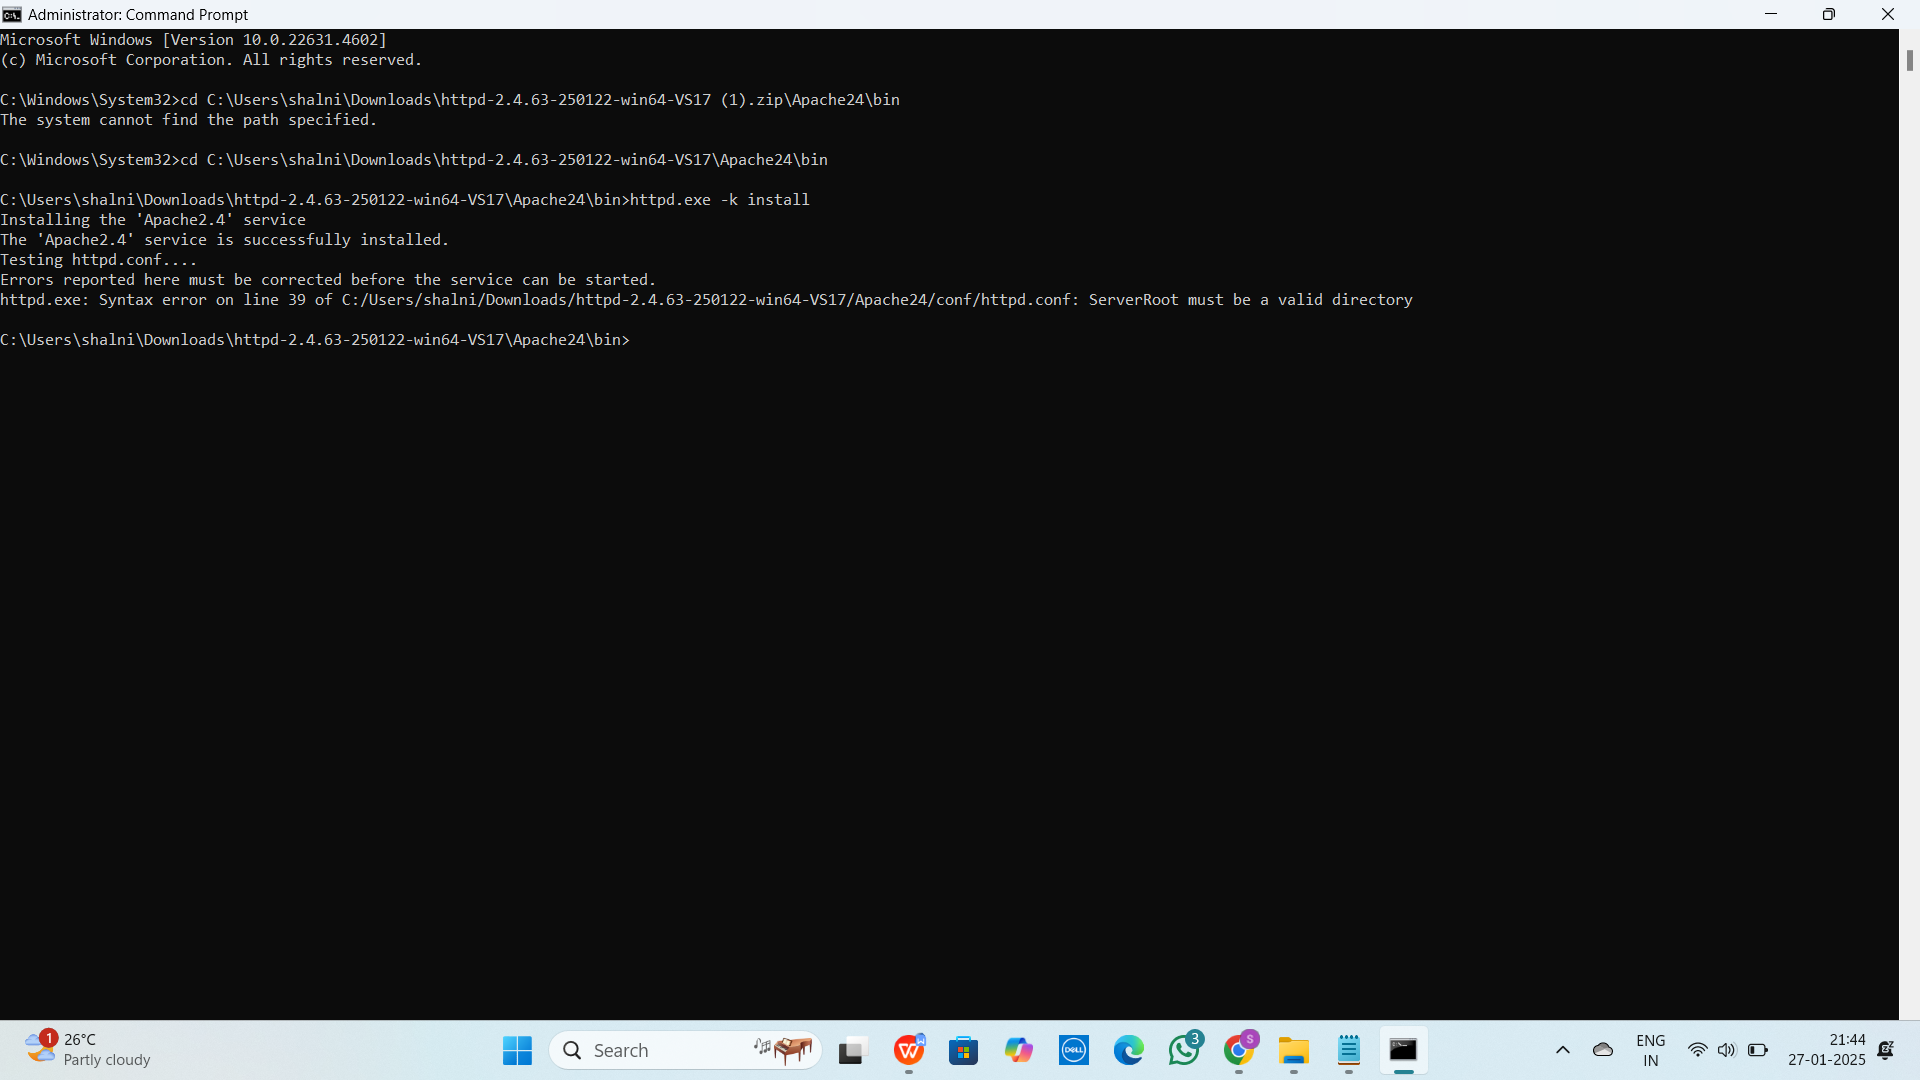 Administrator: Command Prompt
Microsoft Windows [Version 10.0.22631.4602]
(c) Microsoft Corporation. All rights reserved.
C:\Windows\System32>cd C:\Users\shalni\Downloads\httpd-2.4.63-250122-win64-VS17 (1).zip\Apache24\bin
The system cannot find the path specified.
C:\Windows\System32>cd C:\Users\shalni\Downloads\httpd-2.4.63-250122-win64-VS17\Apache24\bin
C:\Users\shalni\Downloads\httpd-2.4.63-250122-win64-VS17\Apache24\bin>httpd.exe -k install
Installing the 'Apache2.4' service
The 'Apache2.4' service is successfully installed.
Testing httpd.conf....
Errors reported here must be corrected before the service can be started.
httpd.exe: Syntax error on line 39 of C:/Users/shalni/Downloads/httpd-2.4.63-250122-win64-VS17/Apache24/conf/httpd.conf: ServerRoot must be a valid directory
C:\Users\shalni\Downloads\httpd-2.4.63-250122-win64-VS17\Apache24\bin>
1
26°C
Partly cloudy
Search
W
DELL
3
S
ENG
IN
21:44
27-01-2025